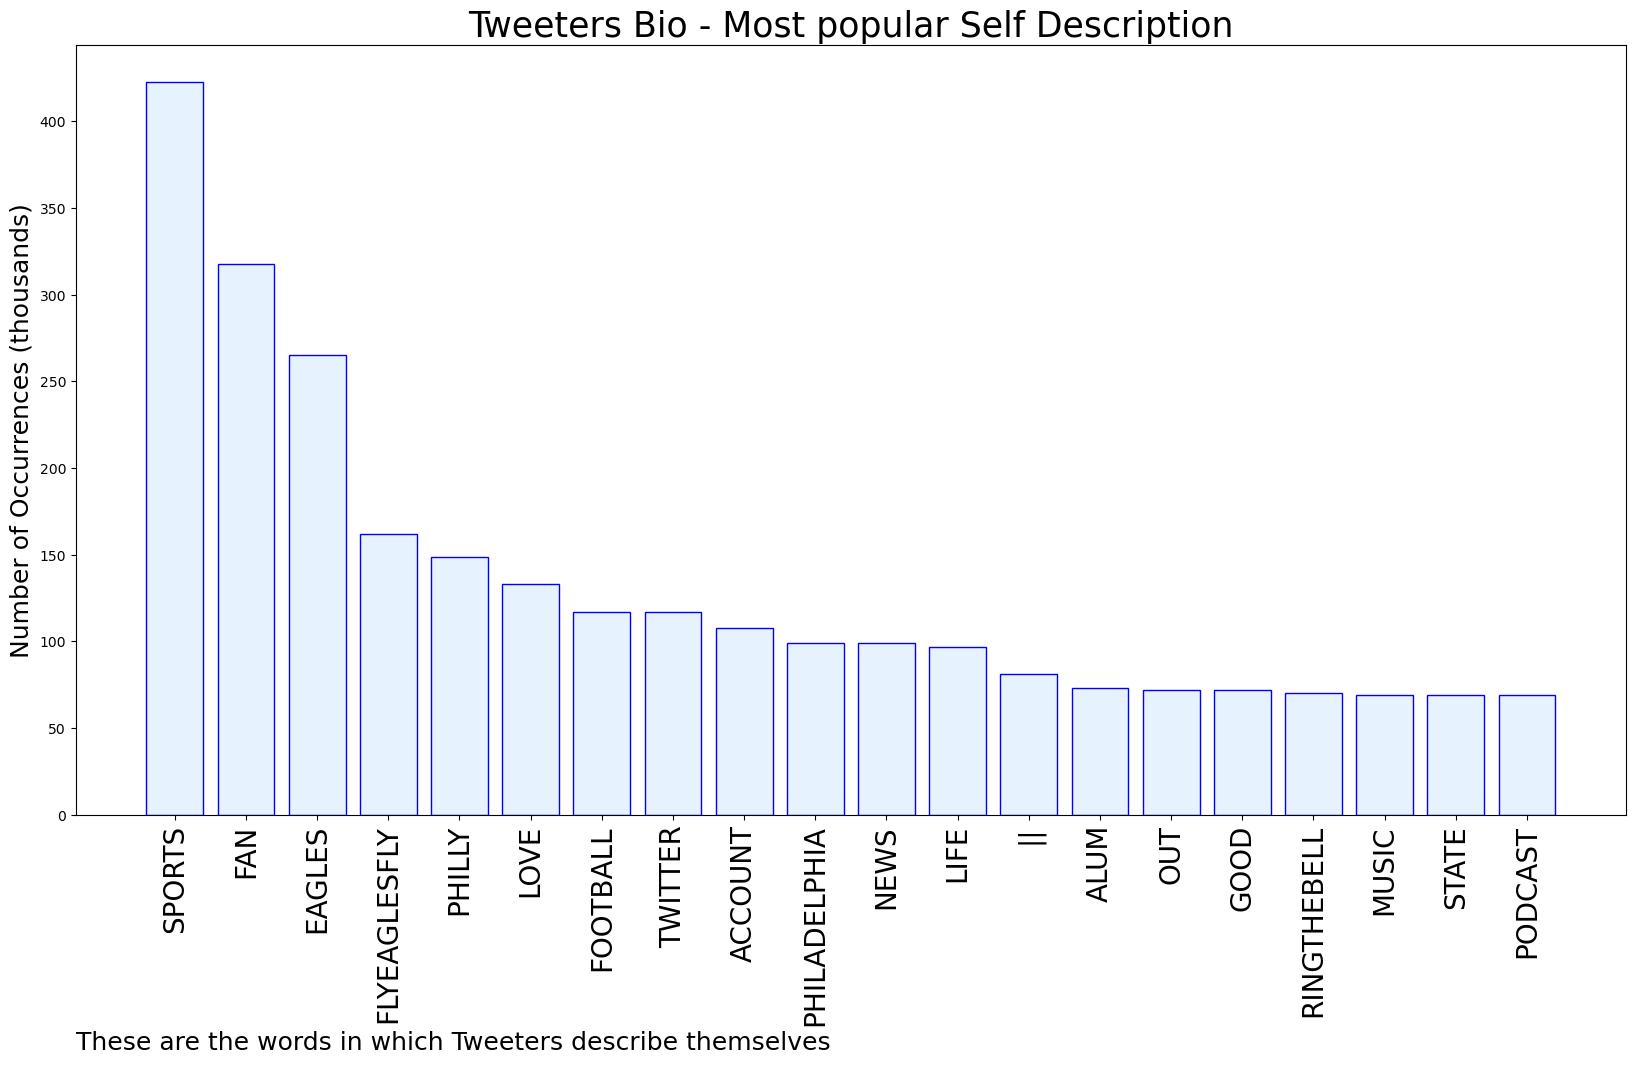 Tweeters Bio - Most popular Self Description
Number of Occurrences (thousands)
400
350
300
250
200
150
100
50
0
SPORTS
FAN
EAGLES
FLYEAGLESFLY
PHILLY
LOVE
FOOTBALL
TWITTER
ACCOUNT
PHILADELPHIA
NEWS
LIFE
||
ALUM
OUT
GOOD
RINGTHEBELL
MUSIC
STATE
PODCAST
These are the words in which Tweeters describe themselves